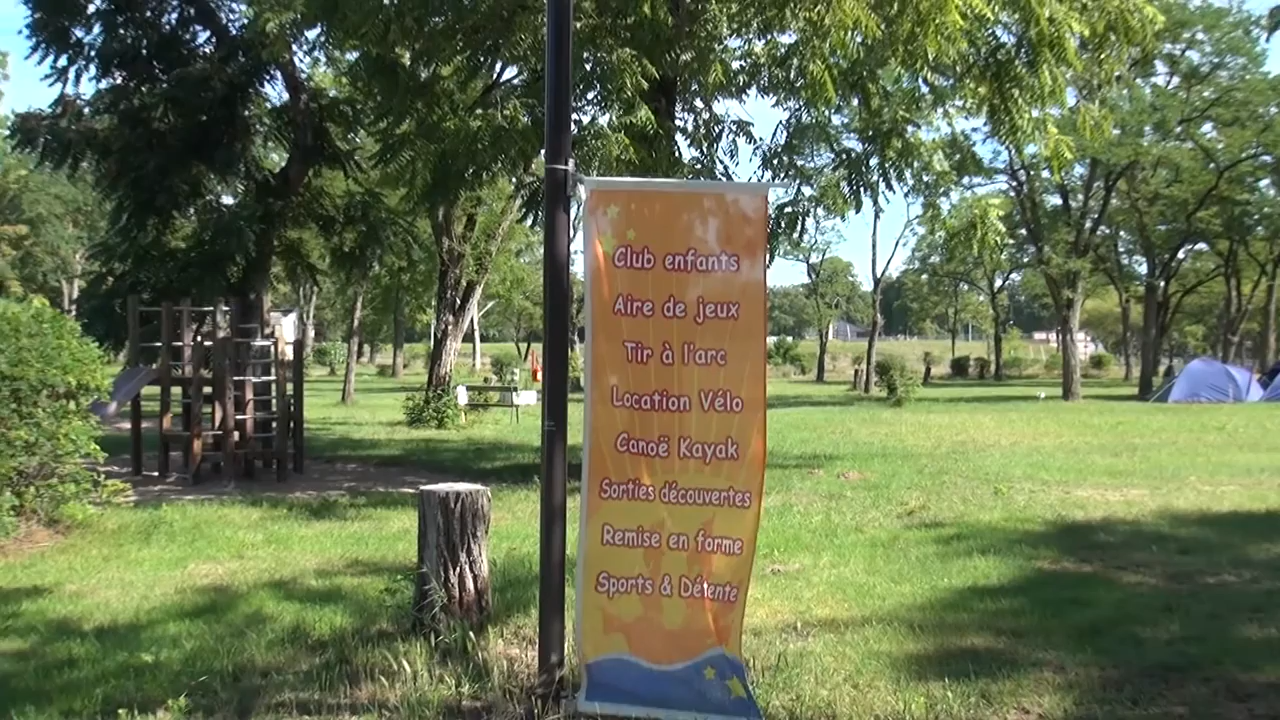 Club enfants
Aire de jeux
Tir à l'arc
Location Vélo
Canoë Kayak
Sorties découvertes
Remise en forme
Sports & Détente